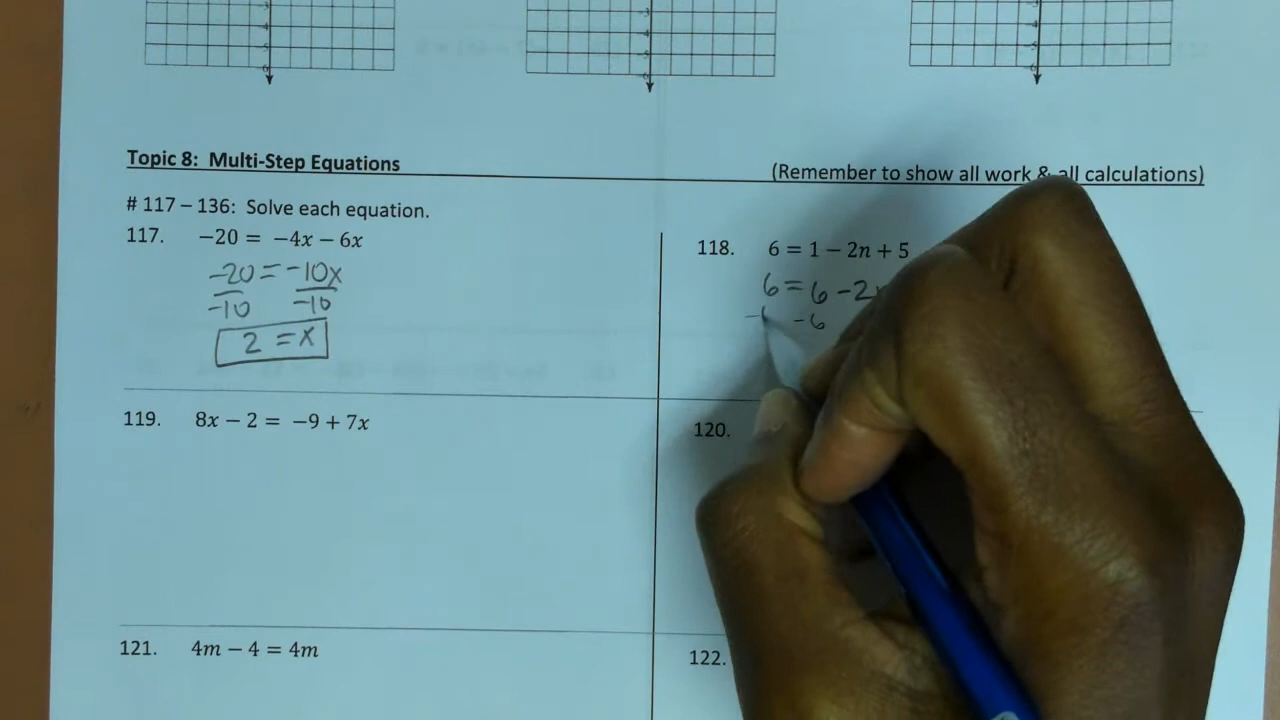 Topic 8: Multi-Step Equations
(Remember to show all work & all calculations)
# 117 – 136: Solve each equation.
117. −20 = −4x − 6x
-20 = -10x
-10 -10
2 = x
118. 6 = 1 − 2n + 5
6 = 6 - 2
-6 -6
119. 8x − 2 = −9 + 7x
120.
121. 4m − 4 = 4m
122.